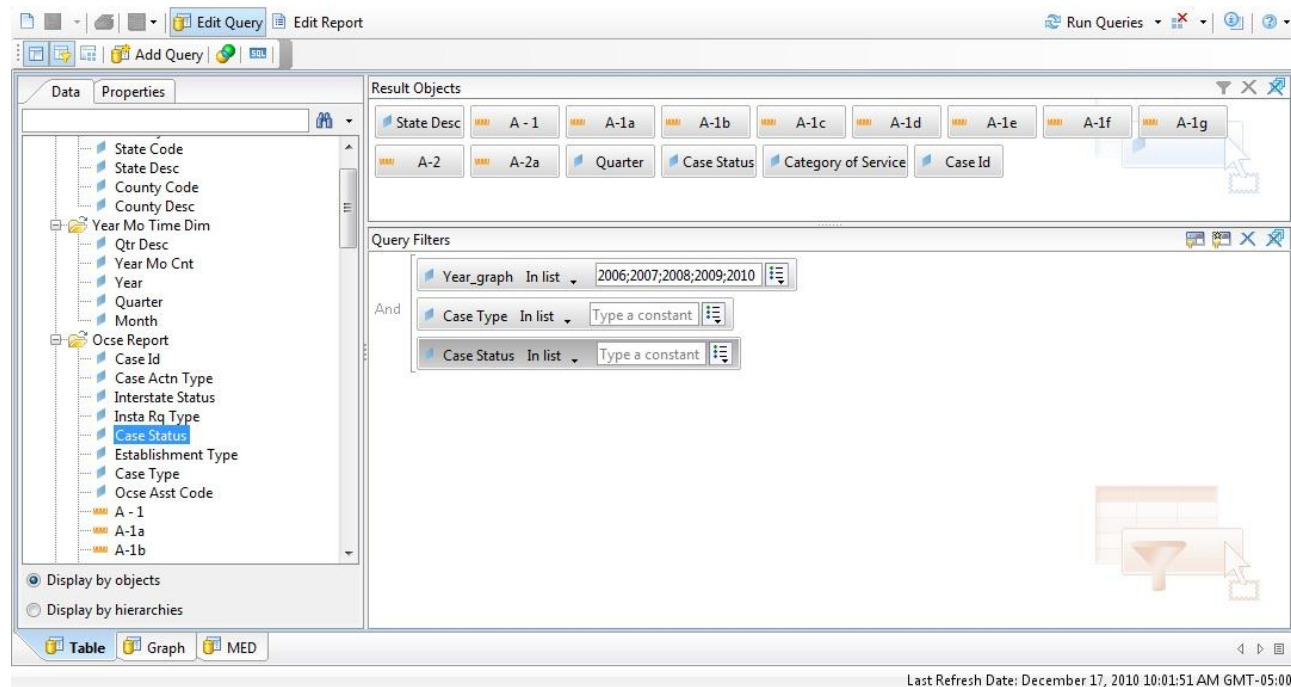 Edit Query Edit Report Run Queries
Add Query SQL
Data Properties
State Code
State Desc
County Code
County Desc
Year Mo Time Dim
Qtr Desc
Year Mo Cnt
Year
Quarter
Month
Ocse Report
Case Id
Case Actn Type
Interstate Status
Insta Rq Type
Case Status
Establishment Type
Case Type
Ocse Asst Code
A - 1
A-1a
A-1b
Display by objects
Display by hierarchies
Result Objects
State Desc A - 1 A-1a A-1b A-1c A-1d A-1e A-1f A-1g
A-2 A-2a Quarter Case Status Category of Service Case Id
Query Filters
Year_graph In list 2006;2007;2008;2009;2010
And Case Type In list Type a constant
Case Status In list Type a constant
Table Graph MED
Last Refresh Date: December 17, 2010 10:01:51 AM GMT-05:00